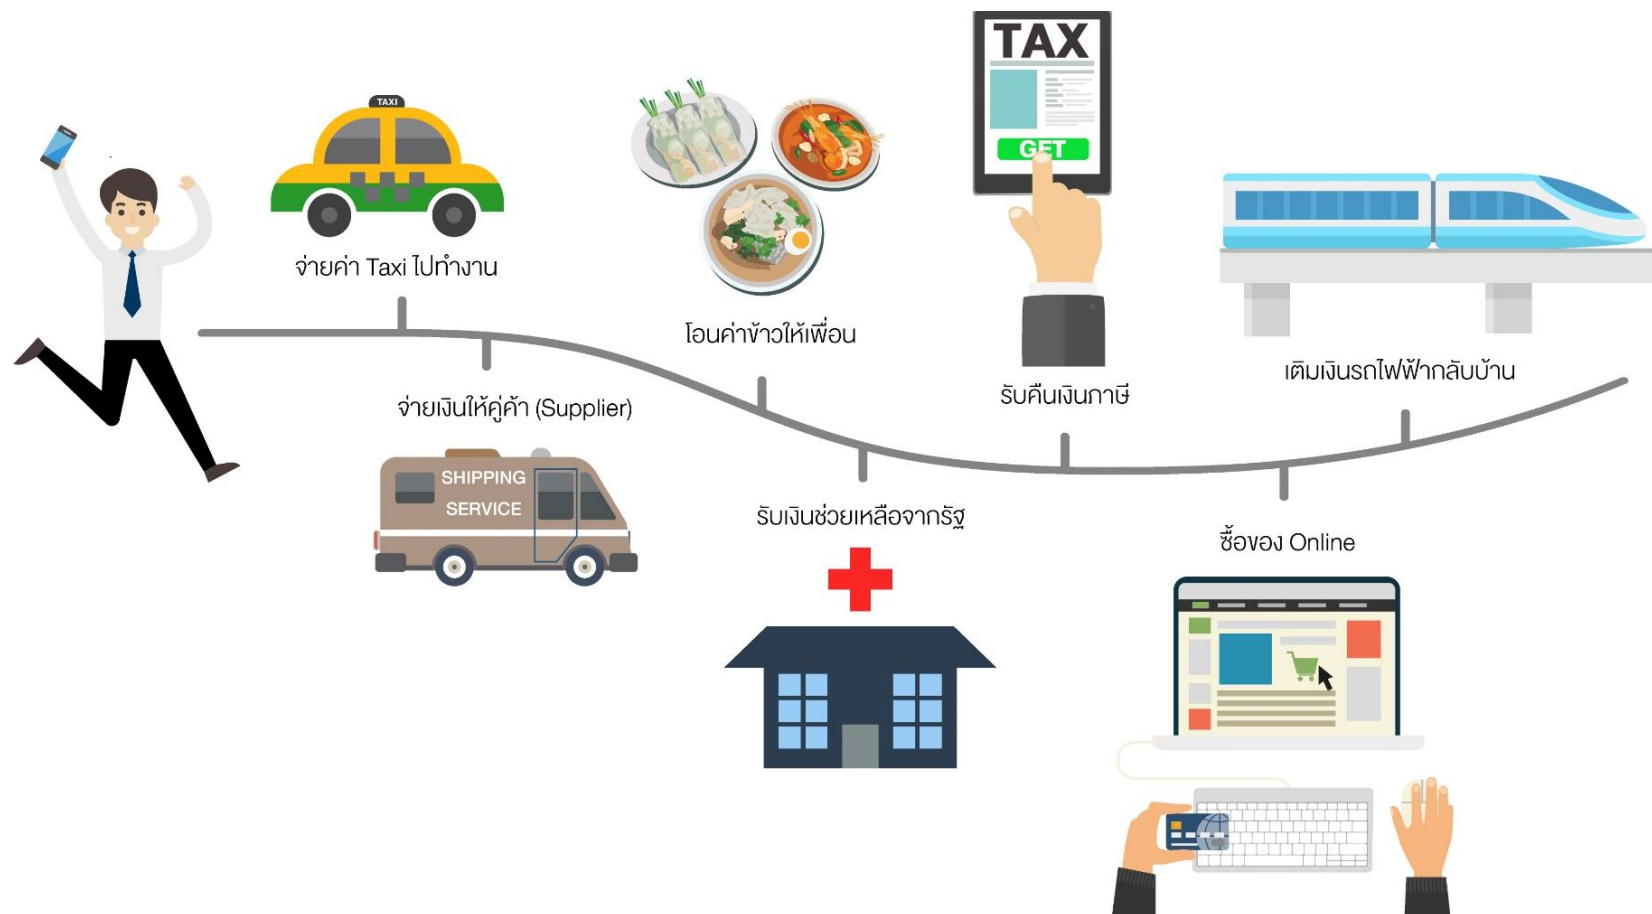 TAXI
จ่ายค่า Taxi ไปทำงาน
จ่ายเงินให้คู่ค้า (Supplier)
SHIPPING
SERVICE
โอนค่าข้าวให้เพื่อน
รับเงินช่วยเหลือจากรัฐ
TAX
GET
รับคืนเงินภาษี
ซื้อของ Online
เติมเงินรถไฟฟ้ากลับบ้าน